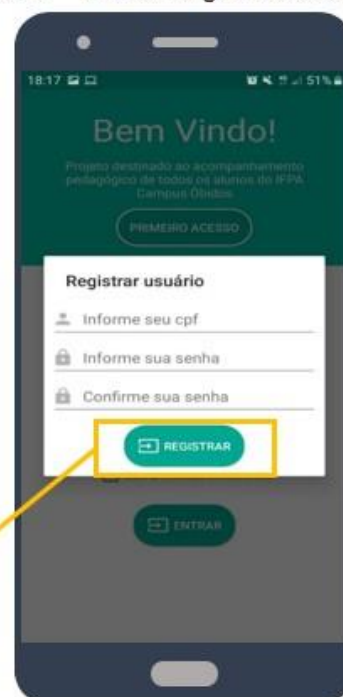 18:17 51%
Bem Vindo!
Projeto destinado ao acompanhamento
pedagógico de todos os alunos do IFPA
Campus Óbidos
PRIMEIRO ACESSO
Registrar usuário
Informe seu cpf
Informe sua senha
Confirme sua senha
REGISTRAR
ENTRAR